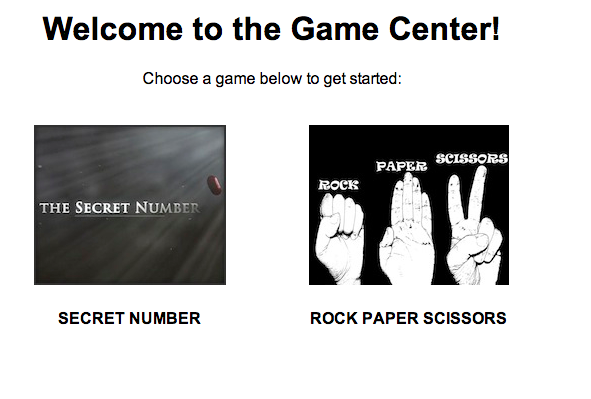 Welcome to the Game Center!
Choose a game below to get started:
THE SECRET NUMBER
ROCK
PAPER
SCISSORS
SECRET NUMBER
ROCK PAPER SCISSORS